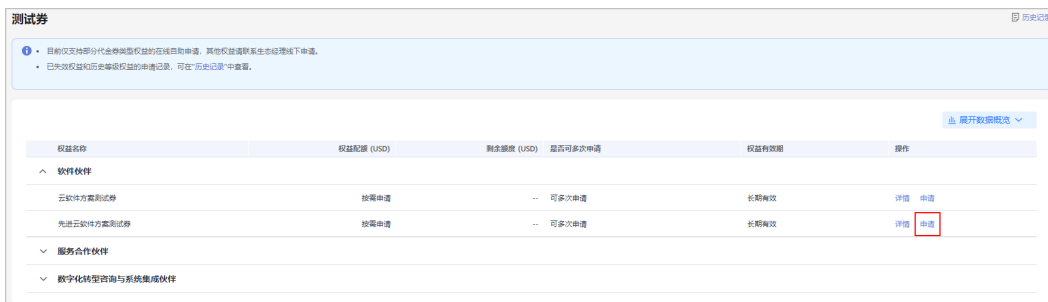 测试券
历史记录
目前仅支持部分代金券类型权益的在线自助申请，其他权益请联系生态经理线下申请。
已失效权益和历史等级权益的申请记录，可在"历史记录"中查看。
展开数据概览
权益名称 权益配额 (USD) 剩余额度 (USD) 是否可多次申请 权益有效期 操作
软件伙伴
云软件方案测试券 按需申请 -- 可多次申请 长期有效 详情 申请
先进云软件方案测试券 按需申请 -- 可多次申请 长期有效 详情 申请
服务合作伙伴
数字化转型咨询与系统集成伙伴